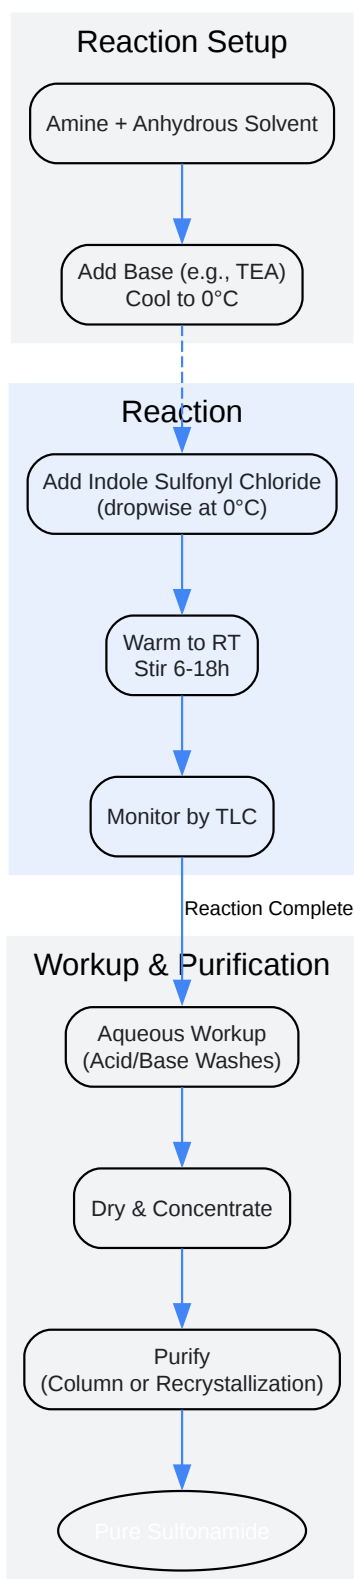 Reaction Setup
Amine + Anhydrous Solvent
Add Base (e.g., TEA)
Cool to 0°C
Reaction
Add Indole Sulfonyl Chloride
(dropwise at 0°C)
Warm to RT
Stir 6-18h
Monitor by TLC
Reaction Complete
Workup & Purification
Aqueous Workup
(Acid/Base Washes)
Dry & Concentrate
Purify
(Column or Recrystallization)
Pure Sulfonamide